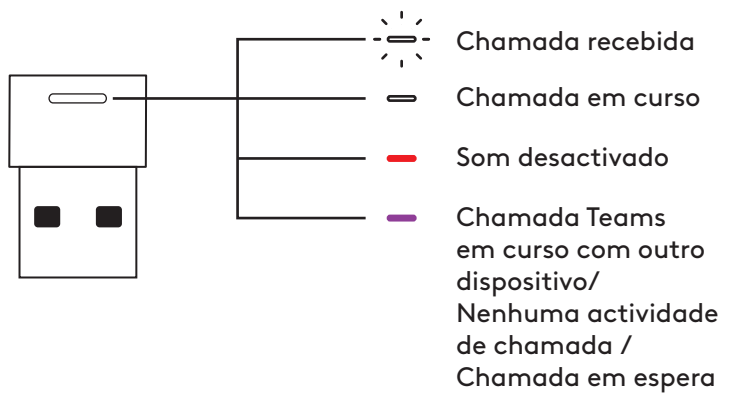 Chamada recebida
Chamada em curso
Som desactivado
Chamada Teams
em curso com outro
dispositivo/
Nenhuma actividade
de chamada /
Chamada em espera